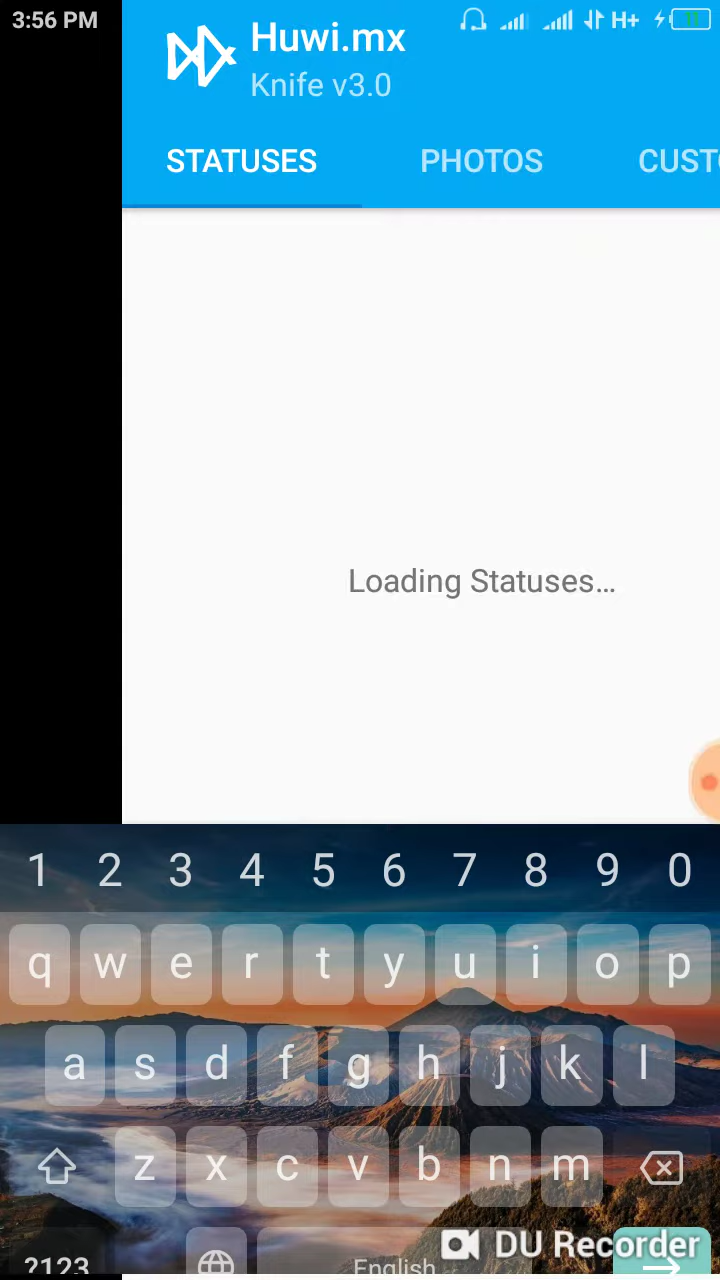 3:56 PM
H+
11
Huwi.mx
Knife v3.0
STATUSES PHOTOS CUST
Loading Statuses...
1 2 3 4 5 6 7 8 9 0
q w e r t y u i o p
a s d f g h j k l
z x c v b n m
?123 English
DU Recorder